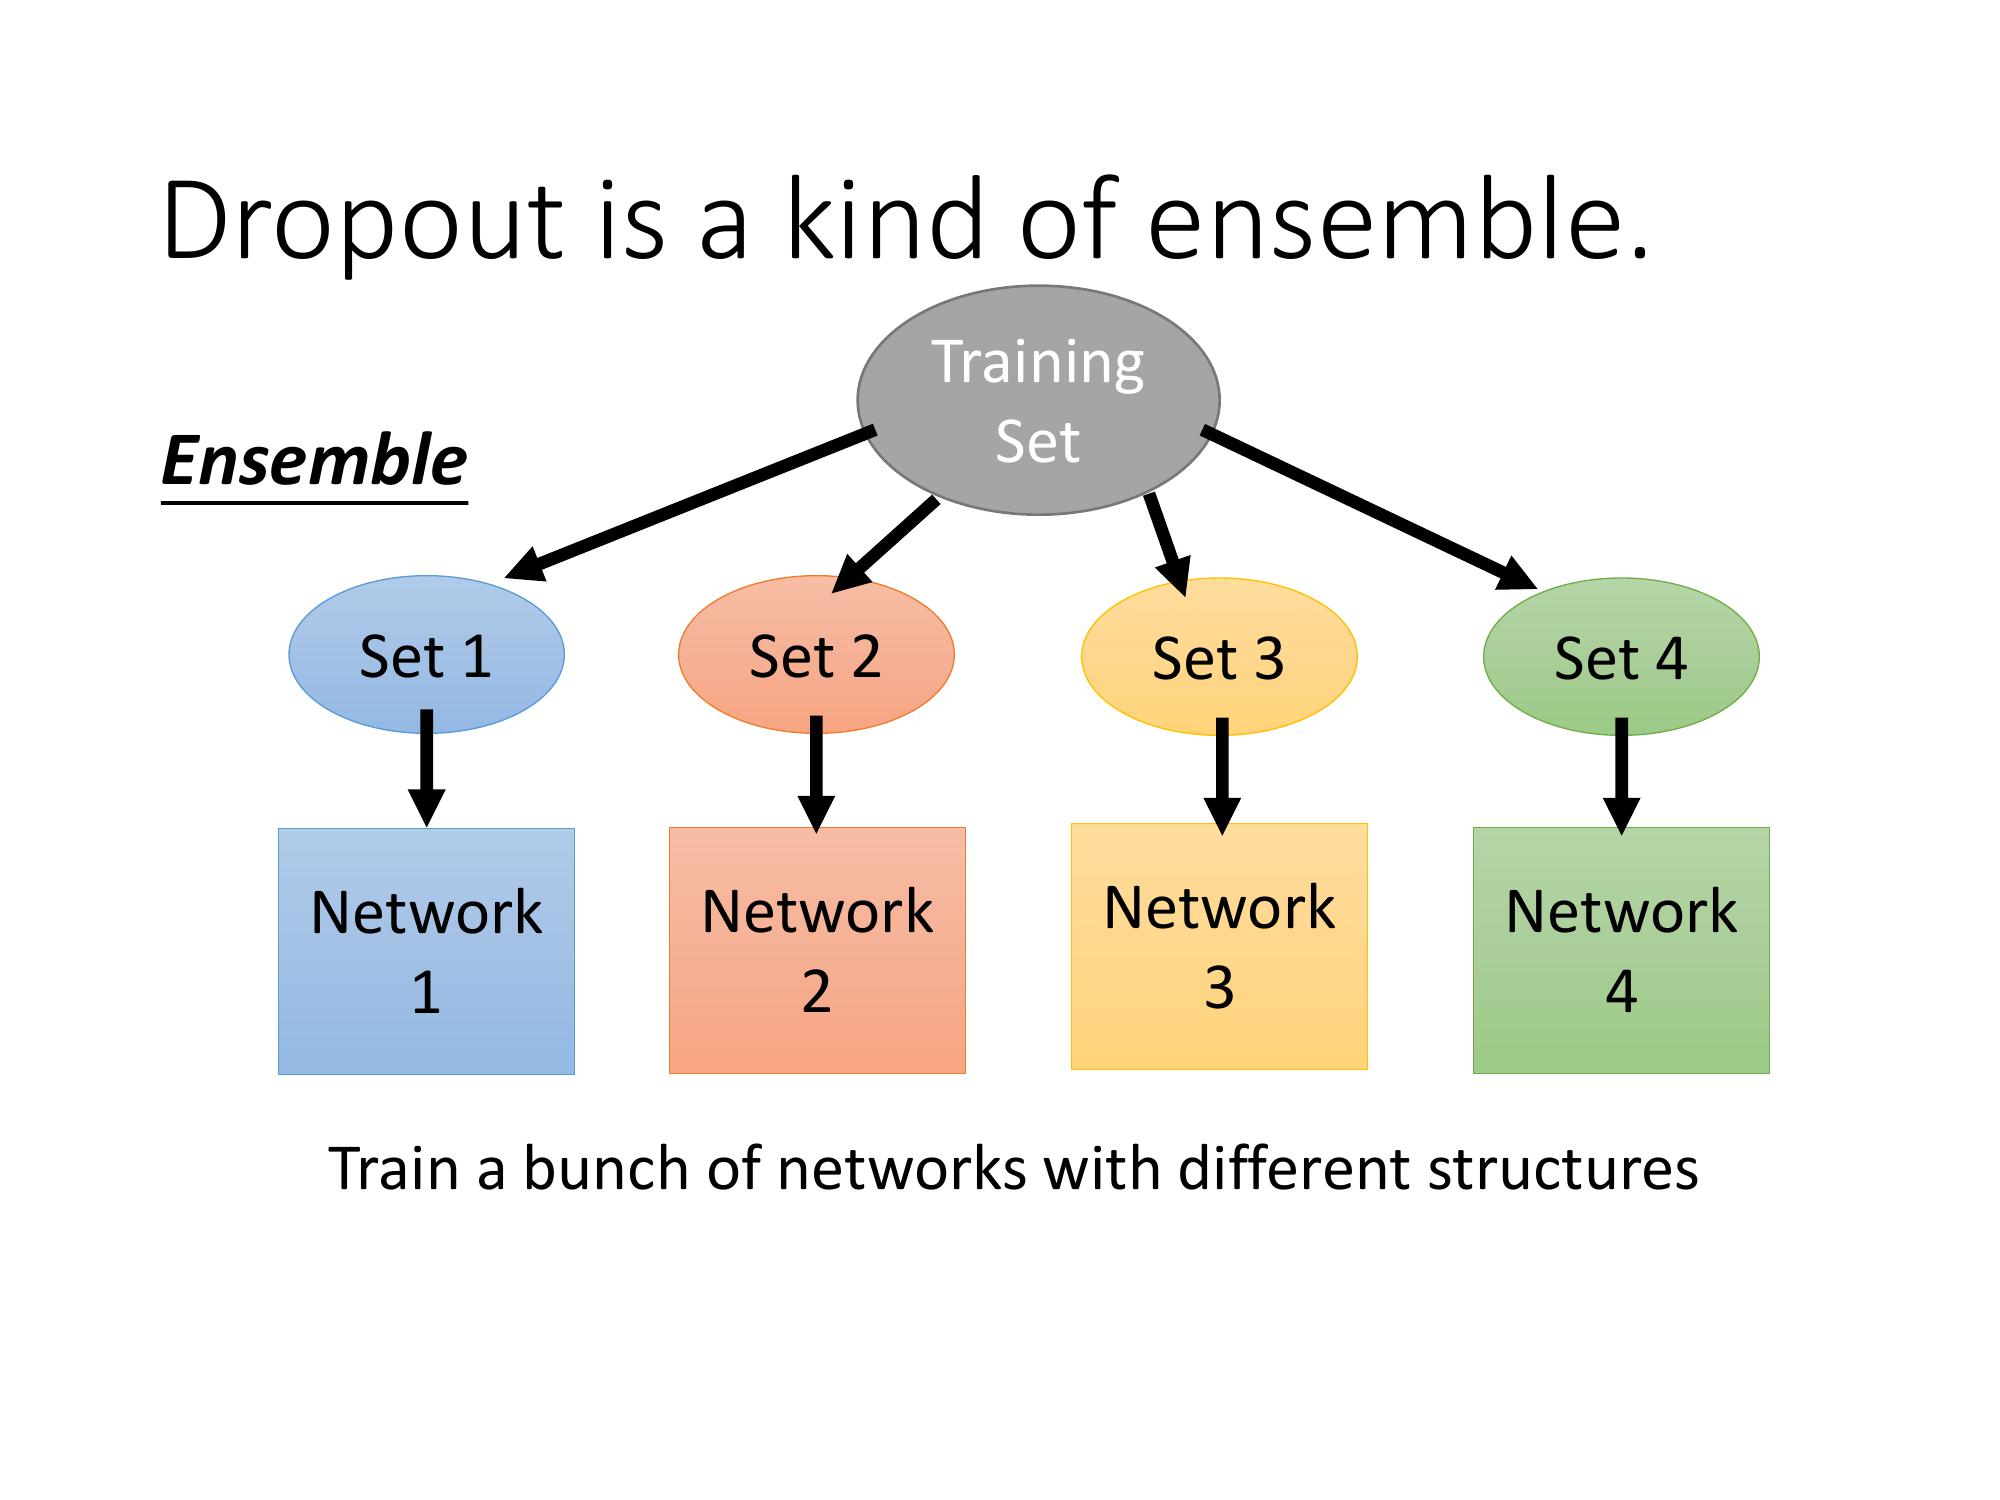 Dropout is a kind of ensemble.
Training
Set
Ensemble
Set 1
Set 2
Set 3
Set 4
Network
1
Network
2
Network
3
Network
4
Train a bunch of networks with different structures